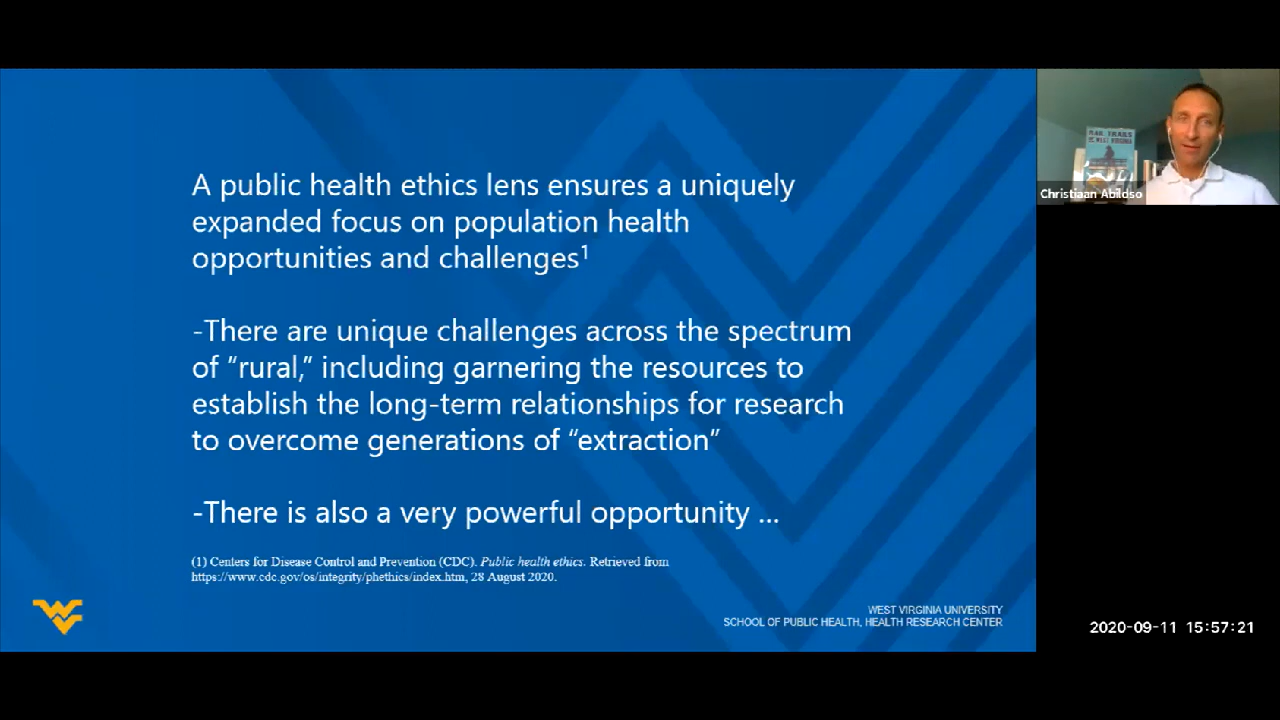 A public health ethics lens ensures a uniquely
expanded focus on population health
opportunities and challenges¹
-There are unique challenges across the spectrum
of “rural,” including garnering the resources to
establish the long-term relationships for research
to overcome generations of “extraction”
-There is also a very powerful opportunity ...
(1) Centers for Disease Control and Prevention (CDC). Public health ethics. Retrieved from
https://www.cdc.gov/os/integrity/phethics/index.htm, 28 August 2020.
WV
WEST VIRGINIA UNIVERSITY
SCHOOL OF PUBLIC HEALTH, HEALTH RESEARCH CENTER
RAIL TRAILS
Christiaan Abildso
2020-09-11 15:57:21